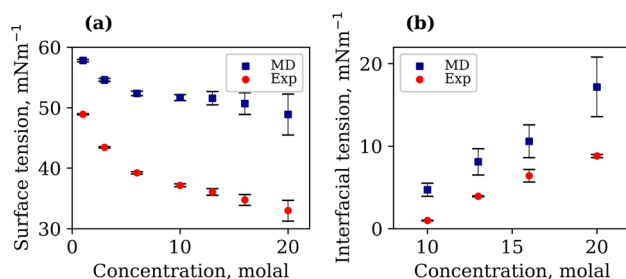 (a)
Surface tension, mNm⁻¹
60
50
40
30
MD
Exp
0
10
20
Concentration, molal
(b)
Interfacial tension, mNm⁻¹
20
10
0
MD
Exp
10
15
20
Concentration, molal